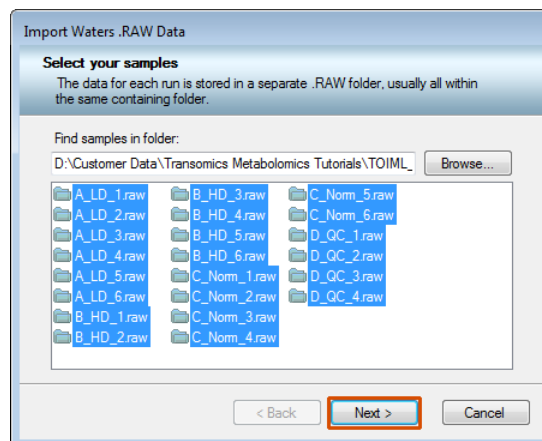 Import Waters .RAW Data
Select your samples
The data for each run is stored in a separate .RAW folder, usually all within
the same containing folder.
Find samples in folder:
D:\Customer Data\Transomics Metabolomics Tutorials\TOIML_ Browse...
A_LD_1.raw B_HD_3.raw C_Norm_5.raw
A_LD_2.raw B_HD_4.raw C_Norm_6.raw
A_LD_3.raw B_HD_5.raw D_QC_1.raw
A_LD_4.raw B_HD_6.raw D_QC_2.raw
A_LD_5.raw C_Norm_1.raw D_QC_3.raw
A_LD_6.raw C_Norm_2.raw D_QC_4.raw
B_HD_1.raw C_Norm_3.raw
B_HD_2.raw C_Norm_4.raw
< Back Next > Cancel